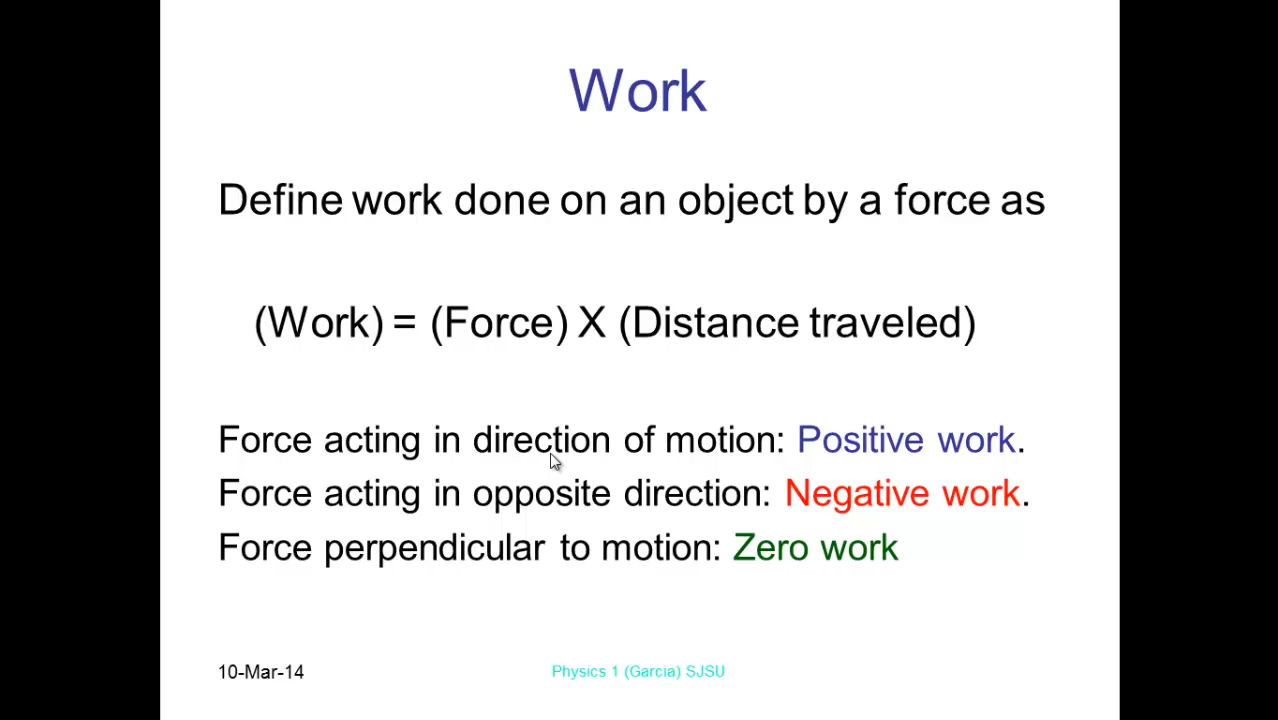 Work
Define work done on an object by a force as
(Work) = (Force) X (Distance traveled)
Force acting in direction of motion: Positive work.
Force acting in opposite direction: Negative work.
Force perpendicular to motion: Zero work
10-Mar-14
Physics 1 (Garcia) SJSU